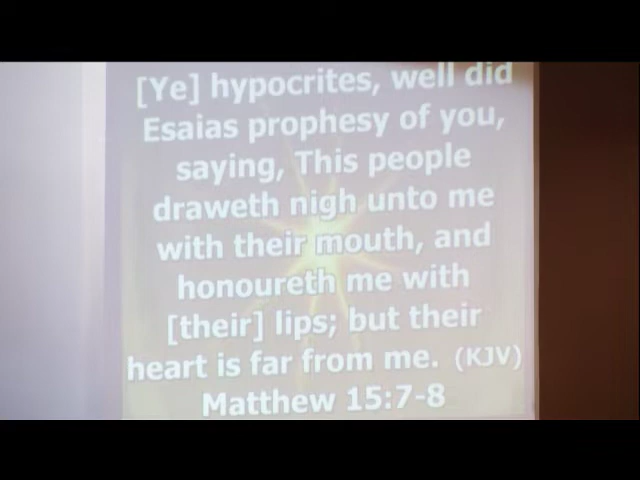 [Ye] hypocrites, well did
Esaias prophesy of you,
saying, This people
draweth nigh unto me
with their mouth, and
honoureth me with
[their] lips; but their
heart is far from me. (KJV)
Matthew 15:7-8